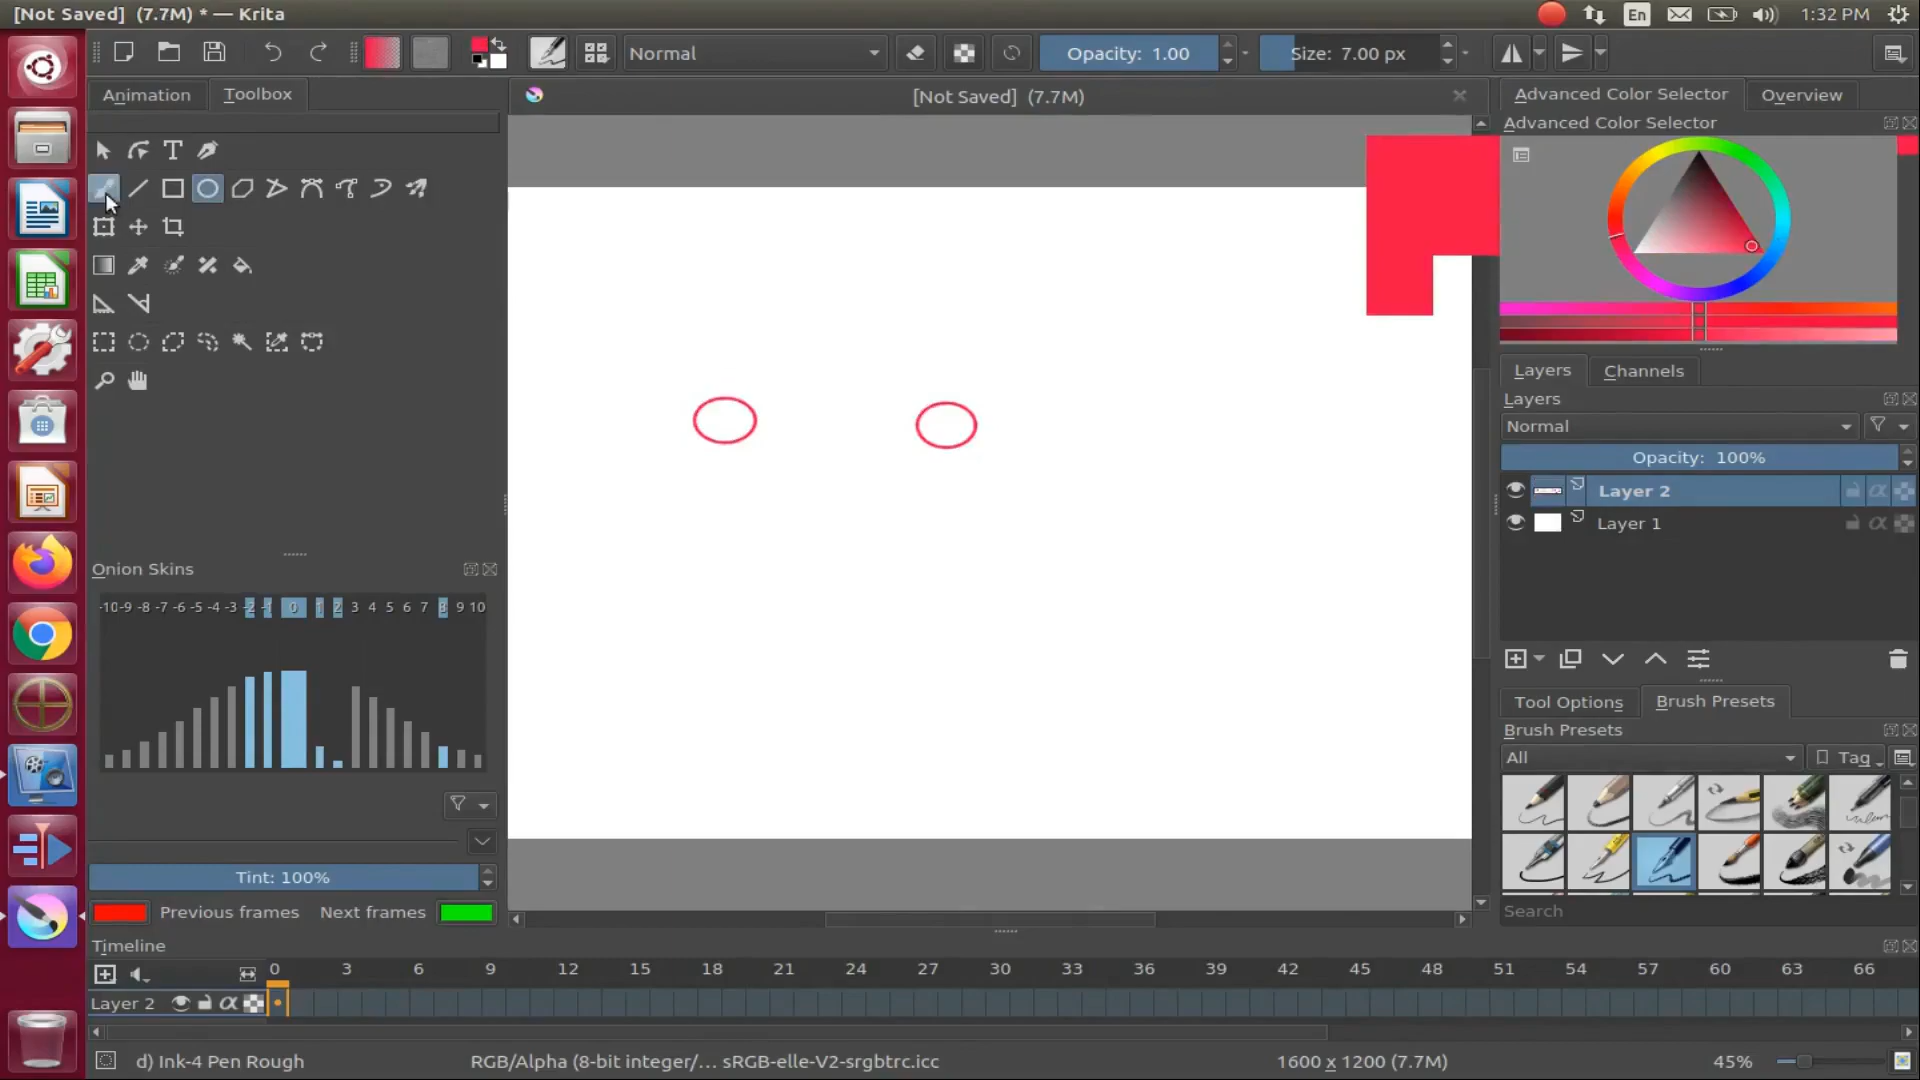 [Not Saved] (7.7M) * — Krita
En
1:32 PM
Normal
Opacity: 1.00
Size: 7.00 px
Animation
Toolbox
[Not Saved] (7.7M)
Advanced Color Selector
Overview
Advanced Color Selector
Layers
Channels
Layers
Normal
Opacity: 100%
Layer 2
Layer 1
Onion Skins
-10 -9 -8 -7 -6 -5 -4 -3 -2 -1 0 1 2 3 4 5 6 7 8 9 10
Tool Options
Brush Presets
Brush Presets
All
Tag
Search
Tint: 100%
Previous frames
Next frames
Timeline
0 3 6 9 12 15 18 21 24 27 30 33 36 39 42 45 48 51 54 57 60 63 66
Layer 2
d) Ink-4 Pen Rough
RGB/Alpha (8-bit integer/... sRGB-elle-V2-srgbtrc.icc
1600 x 1200 (7.7M)
45%